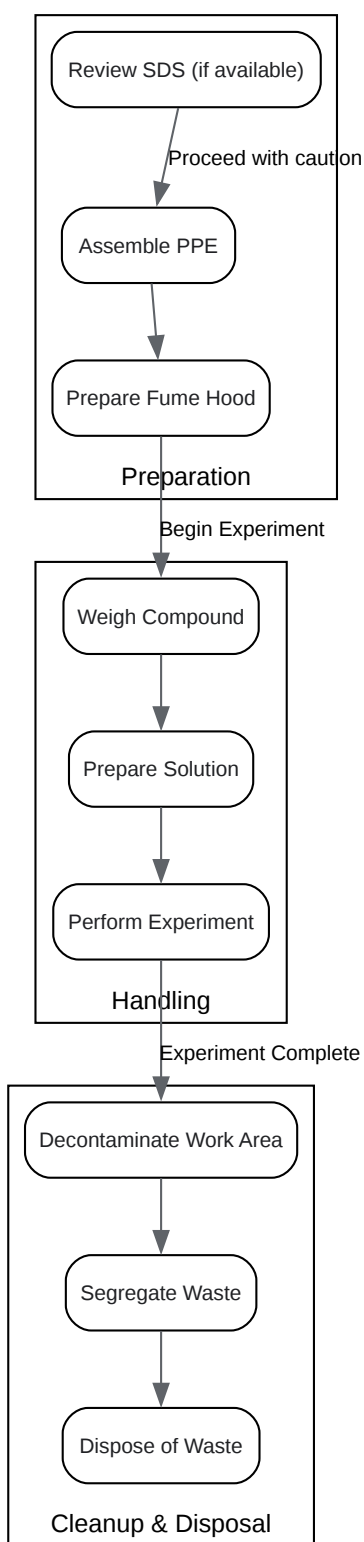 Review SDS (if available)
Proceed with caution
Assemble PPE
Prepare Fume Hood
Preparation
Begin Experiment
Weigh Compound
Prepare Solution
Perform Experiment
Handling
Experiment Complete
Decontaminate Work Area
Segregate Waste
Dispose of Waste
Cleanup & Disposal